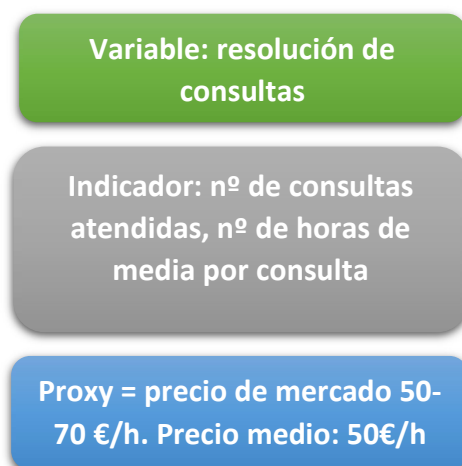 Variable: resolución de
consultas
Indicador: nº de consultas
atendidas, nº de horas de
media por consulta
Proxy = precio de mercado 50-
70 €/h. Precio medio: 50€/h